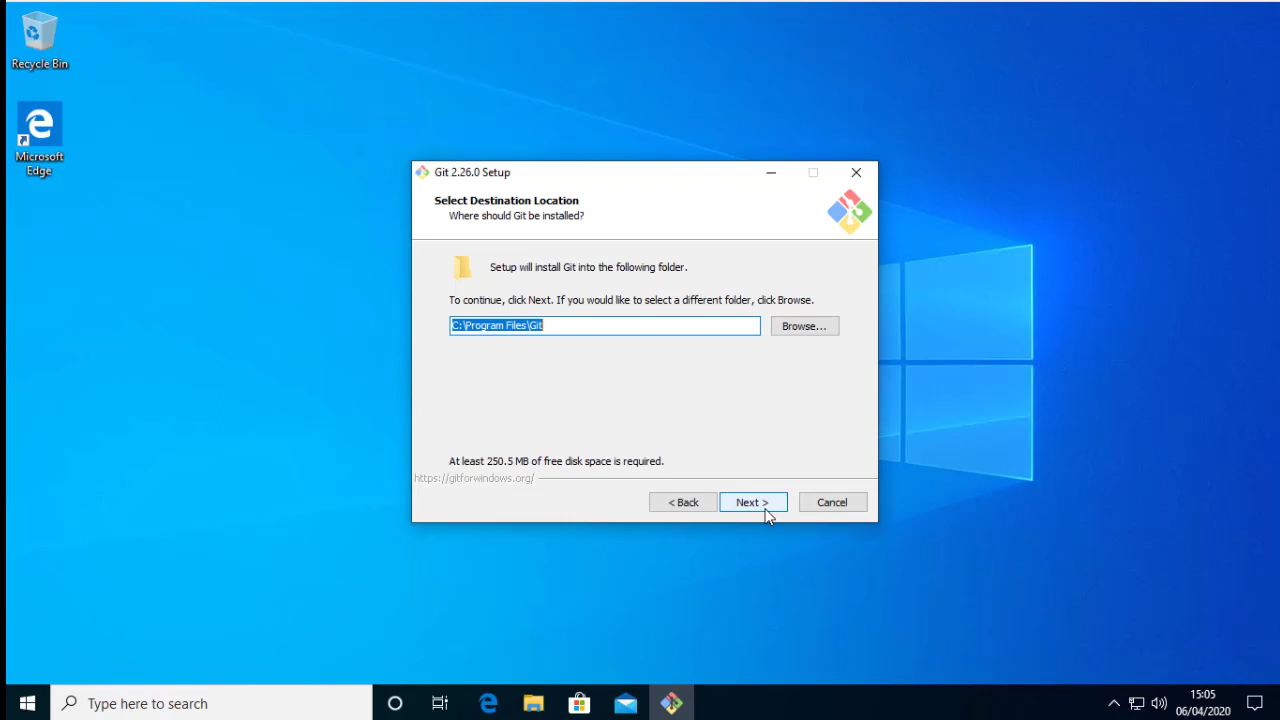 Recycle Bin
Microsoft
Edge
Git 2.26.0 Setup
Select Destination Location
Where should Git be installed?
Setup will install Git into the following folder.
To continue, click Next. If you would like to select a different folder, click Browse.
C:\Program Files\Git
Browse...
At least 250.5 MB of free disk space is required.
https://gitforwindows.org/
< Back
Next >
Cancel
Type here to search
15:05
06/04/2020